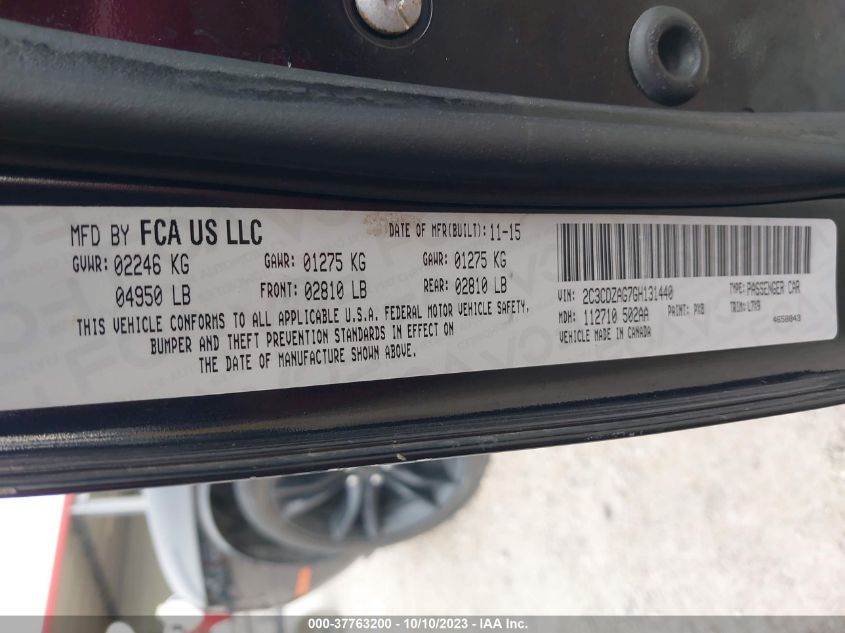 MFD BY FCA US LLC
DATE OF MFR(BUILT): 11-15
GVWR: 02246 KG GAWR: 01275 KG GAWR: 01275 KG
04950 LB FRONT: 02810 LB REAR: 02810 LB
THIS VEHICLE CONFORMS TO ALL APPLICABLE U.S.A. FEDERAL MOTOR VEHICLE SAFETY,
BUMPER AND THEFT PREVENTION STANDARDS IN EFFECT ON
THE DATE OF MANUFACTURE SHOWN ABOVE.
VIN: 2C3CDZAG7GH131440 TYPE: PASSENGER CAR
MDH: 112710 502AA PAINT: PX8 TRIM: L7X9
VEHICLE MADE IN CANADA 4658843
000-37763200 - 10/10/2023 - IAA Inc.